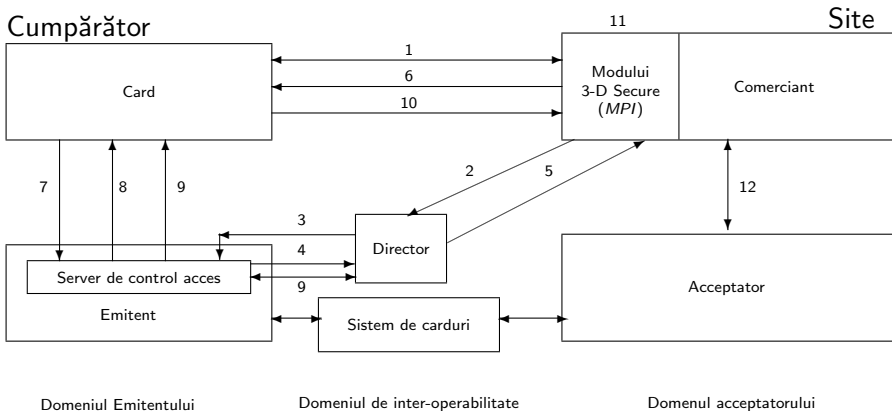 11
Cumpărător
Site
1
Card
6
10
Modului
3-D Secure
(MPI)
Comerciant
7
8
9
2
5
12
3
Director
4
Server de control acces
9
Emitent
Sistem de carduri
Acceptator
Domeniul Emitentului
Domeniul de inter-operabilitate
Domenul acceptatorului